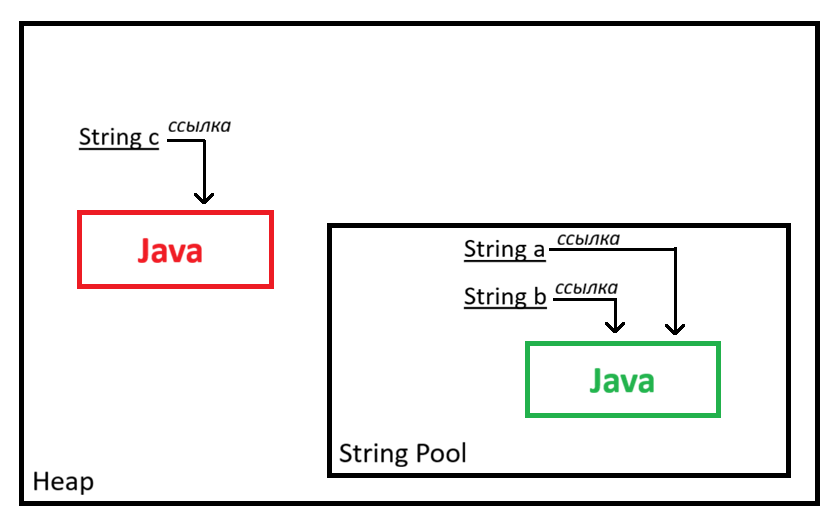 String c ссылка
Java
String a ссылка
String b ссылка
Java
String Pool
Heap